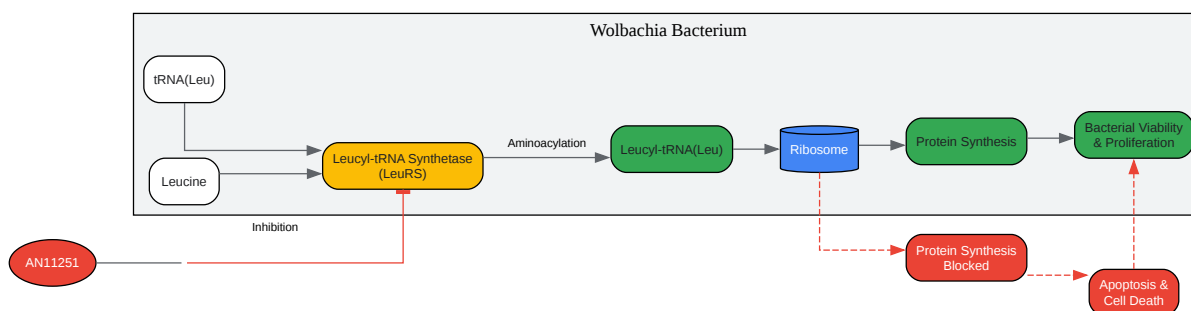 Wolbachia Bacterium
tRNA(Leu)
Leucine
Leucyl-tRNA Synthetase
(LeuRS)
Aminoacylation
Leucyl-tRNA(Leu)
Ribosome
Protein Synthesis
Bacterial Viability
& Proliferation
Inhibition
AN11251
Protein Synthesis
Blocked
Apoptosis &
Cell Death